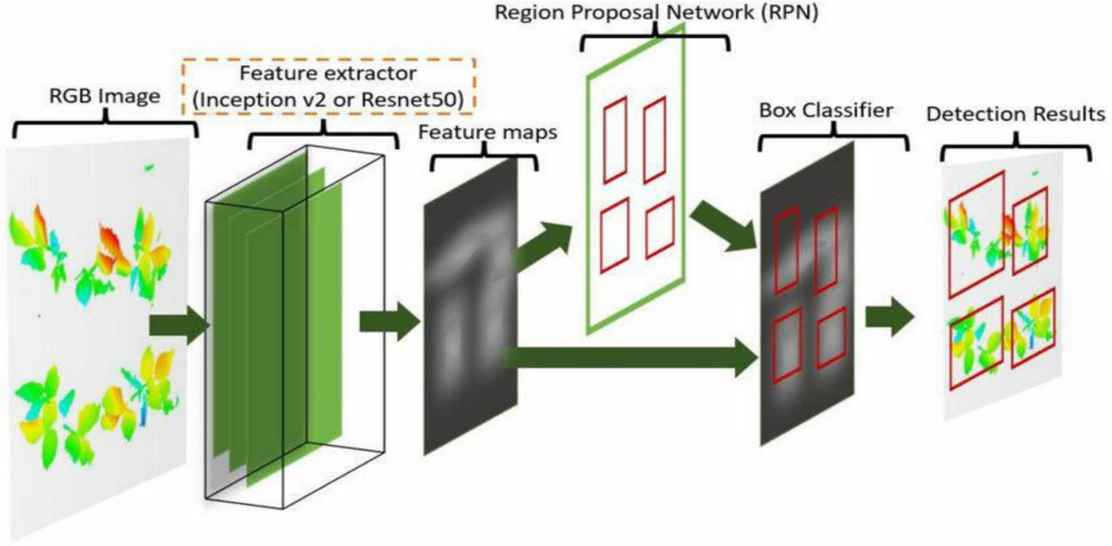 Region Proposal Network (RPN)
Feature extractor
(Inception v2 or Resnet50)
RGB Image
Feature maps
Box Classifier
Detection Results